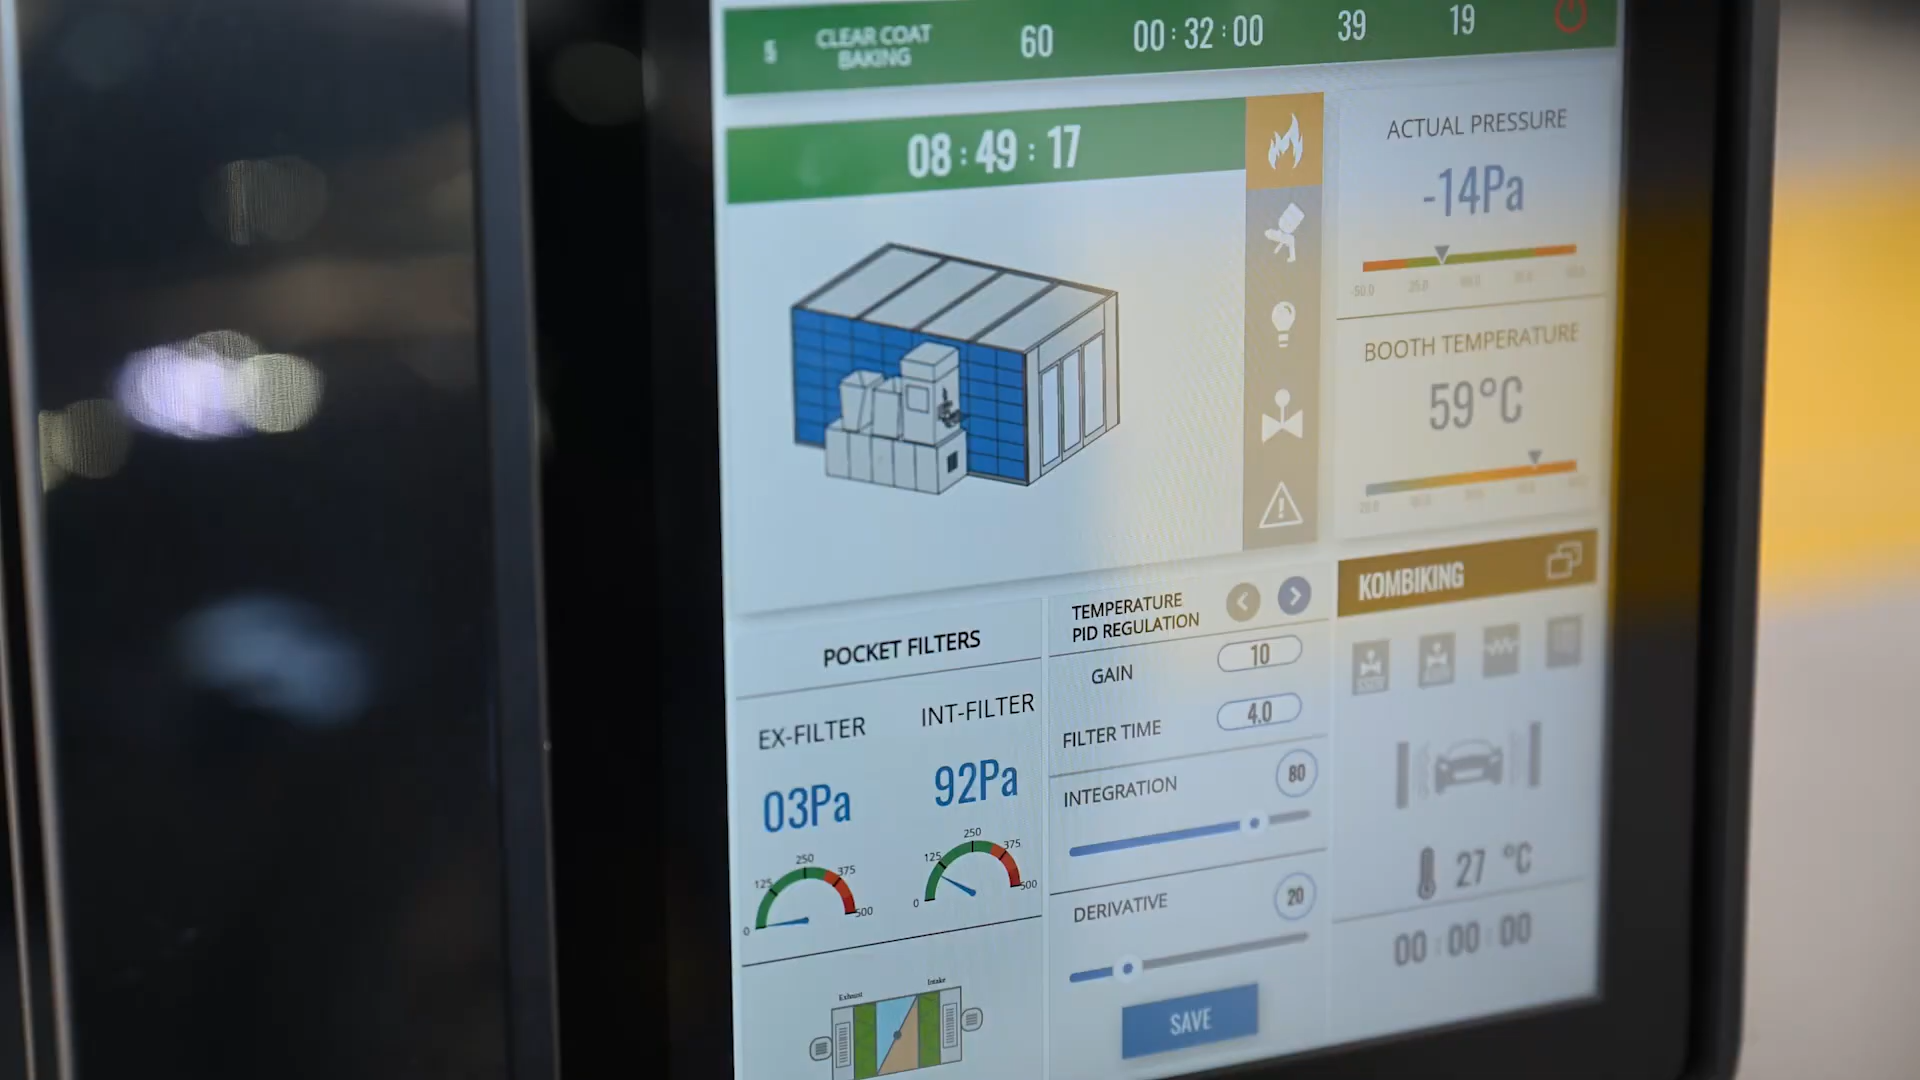 5 CLEAR COAT BAKING 60 00:32:00 39 19
08:49:17
ACTUAL PRESSURE
-14Pa
-50.0
BOOTH TEMPERATURE
59°C
KOMBIKING
27 °C
00:00:00
POCKET FILTERS
EX-FILTER
03Pa
0 125 250 375 500
INT-FILTER
92Pa
0 125 250 375 500
Exhaust
Intake
TEMPERATURE
PID REGULATION
GAIN 10
FILTER TIME 4.0
INTEGRATION 80
DERIVATIVE 20
SAVE